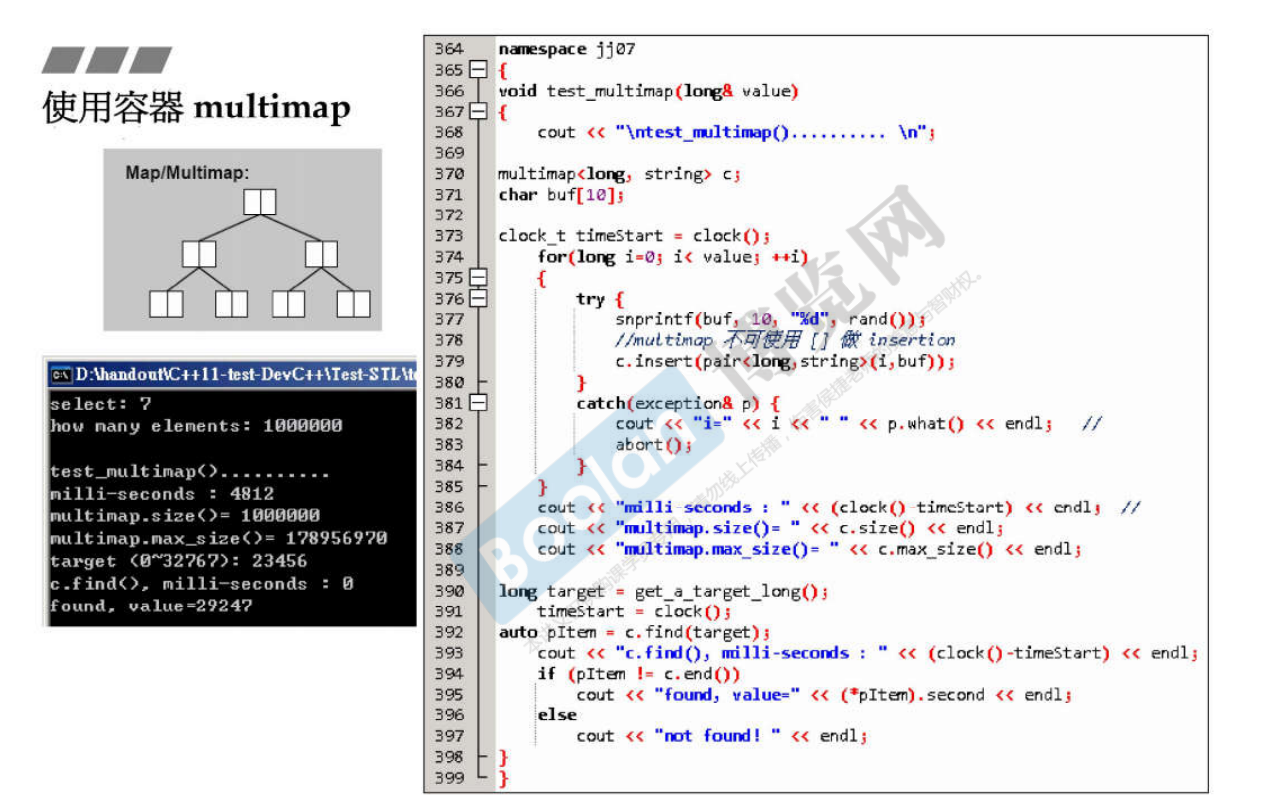 使用容器 multimap
Map/Multimap:
D:\handout\C++11-test-DevC++\Test-STL\te
select: 7
how many elements: 1000000
test_multimap()..........
milli-seconds : 4812
multimap.size()= 1000000
multimap.max_size()= 178956970
target (0~32767): 23456
c.find(), milli-seconds : 0
found, value=29247
364 namespace jj07
365 {
366 void test_multimap(long& value)
367 {
368 cout << "\ntest_multimap().......... \n";
369
370 multimap<long, string> c;
371 char buf[10];
372
373 clock_t timeStart = clock();
374 for(long i=0; i< value; ++i)
375 {
376 try {
377 snprintf(buf, 10, "%d", rand());
378 //multimap 不可使用 [] 做 insertion
379 c.insert(pair<long,string>(i,buf));
380 }
381 catch(exception& p) {
382 cout << "i=" << i << " " << p.what() << endl; //
383 abort();
384 }
385 }
386 cout << "milli-seconds : " << (clock()-timeStart) << endl; //
387 cout << "multimap.size()= " << c.size() << endl;
388 cout << "multimap.max_size()= " << c.max_size() << endl;
389
390 long target = get_a_target_long();
391 timeStart = clock();
392 auto pItem = c.find(target);
393 cout << "c.find(), milli-seconds : " << (clock()-timeStart) << endl;
394 if (pItem != c.end())
395 cout << "found, value=" << (*pItem).second << endl;
396 else
397 cout << "not found! " << endl;
398 }
399 }
Boolan 博览网